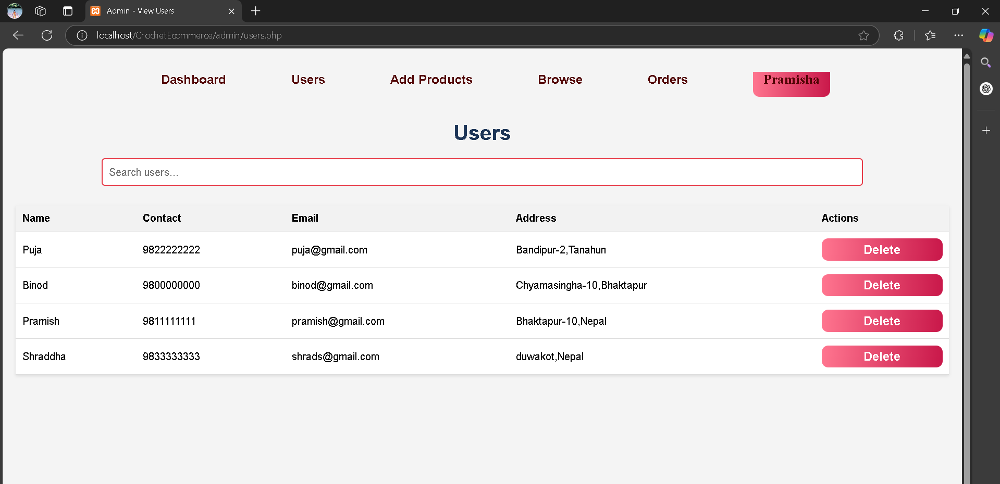 Admin - View Users
localhost/CrochetEcommerce/admin/users.php
Dashboard Users Add Products Browse Orders Pramisha
Users
Search users...
Name Contact Email Address Actions
Puja 9822222222 puja@gmail.com Bandipur-2,Tanahun Delete
Binod 9800000000 binod@gmail.com Chyamasingha-10,Bhaktapur Delete
Pramish 9811111111 pramish@gmail.com Bhaktapur-10,Nepal Delete
Shraddha 9833333333 shrads@gmail.com duwakot,Nepal Delete